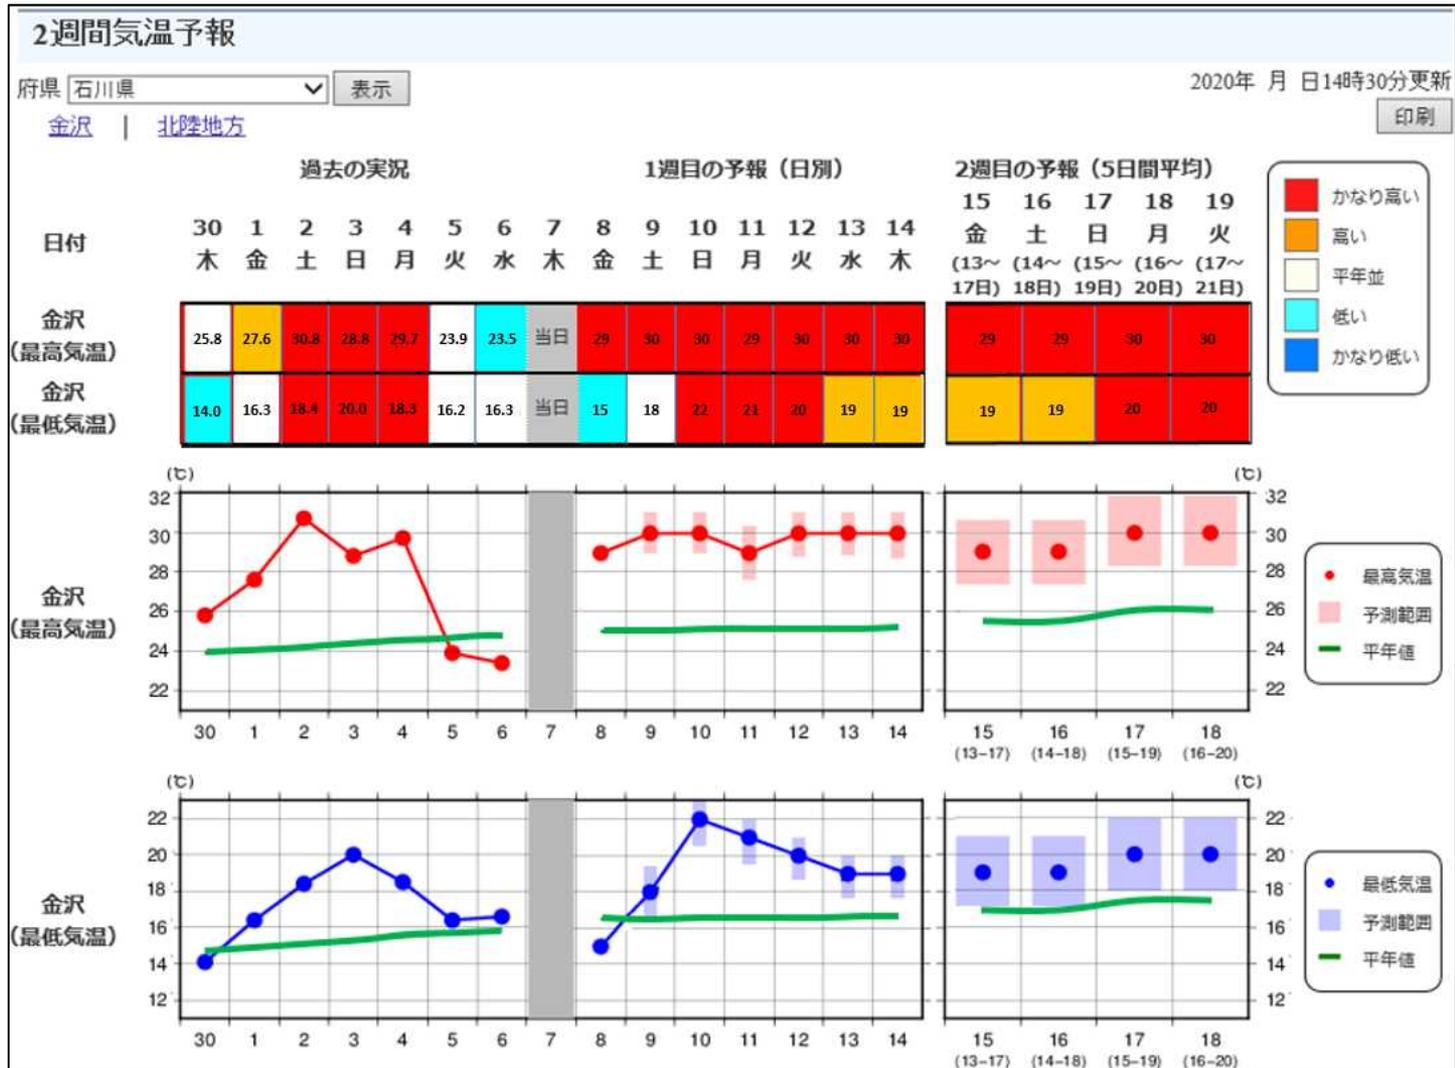 2週間気温予報
府県 石川県 表示
2020年 月 日14時30分更新
金沢 | 北陸地方
印刷
過去の実況 1週目の予報（日別） 2週目の予報（5日間平均）
日付
30 1 2 3 4 5 6 7 8 9 10 11 12 13 14 15 16 17 18 19
木 金 土 日 月 火 水 木 金 土 日 月 火 水 木 金 土 日 月 火
(13～ (14～ (15～ (16～ (17～
17日) 18日) 19日) 20日) 21日)
かなり高い
高い
平年並
低い
かなり低い
金沢
（最高気温）
25.8 27.6 30.8 28.8 29.7 23.9 23.5 当日 29 30 30 29 30 30 30 29 29 30 30
金沢
（最低気温）
14.0 16.3 18.4 20.0 18.3 16.2 16.3 当日 15 18 22 21 20 19 19 19 19 20 20
(℃) (℃)
32 32
30 30
28 28
26 26
24 24
22 22
金沢
（最高気温）
最高気温
予測範囲
平年値
30 1 2 3 4 5 6 7 8 9 10 11 12 13 14 15 16 17 18
(13-17) (14-18) (15-19) (16-20)
(℃) (℃)
22 22
20 20
18 18
16 16
14 14
12 12
金沢
（最低気温）
最低気温
予測範囲
平年値
30 1 2 3 4 5 6 7 8 9 10 11 12 13 14 15 16 17 18
(13-17) (14-18) (15-19) (16-20)